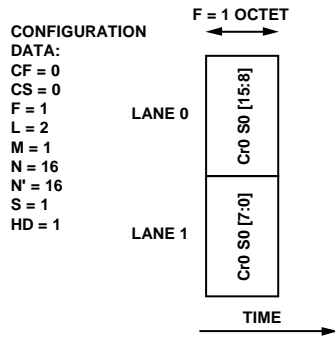 F = 1 OCTET
CONFIGURATION
DATA:
CF = 0
CS = 0
F = 1
L = 2
M = 1
N = 16
N' = 16
S = 1
HD = 1
LANE 0
Cr0 S0 [15:8]
LANE 1
Cr0 S0 [7:0]
TIME